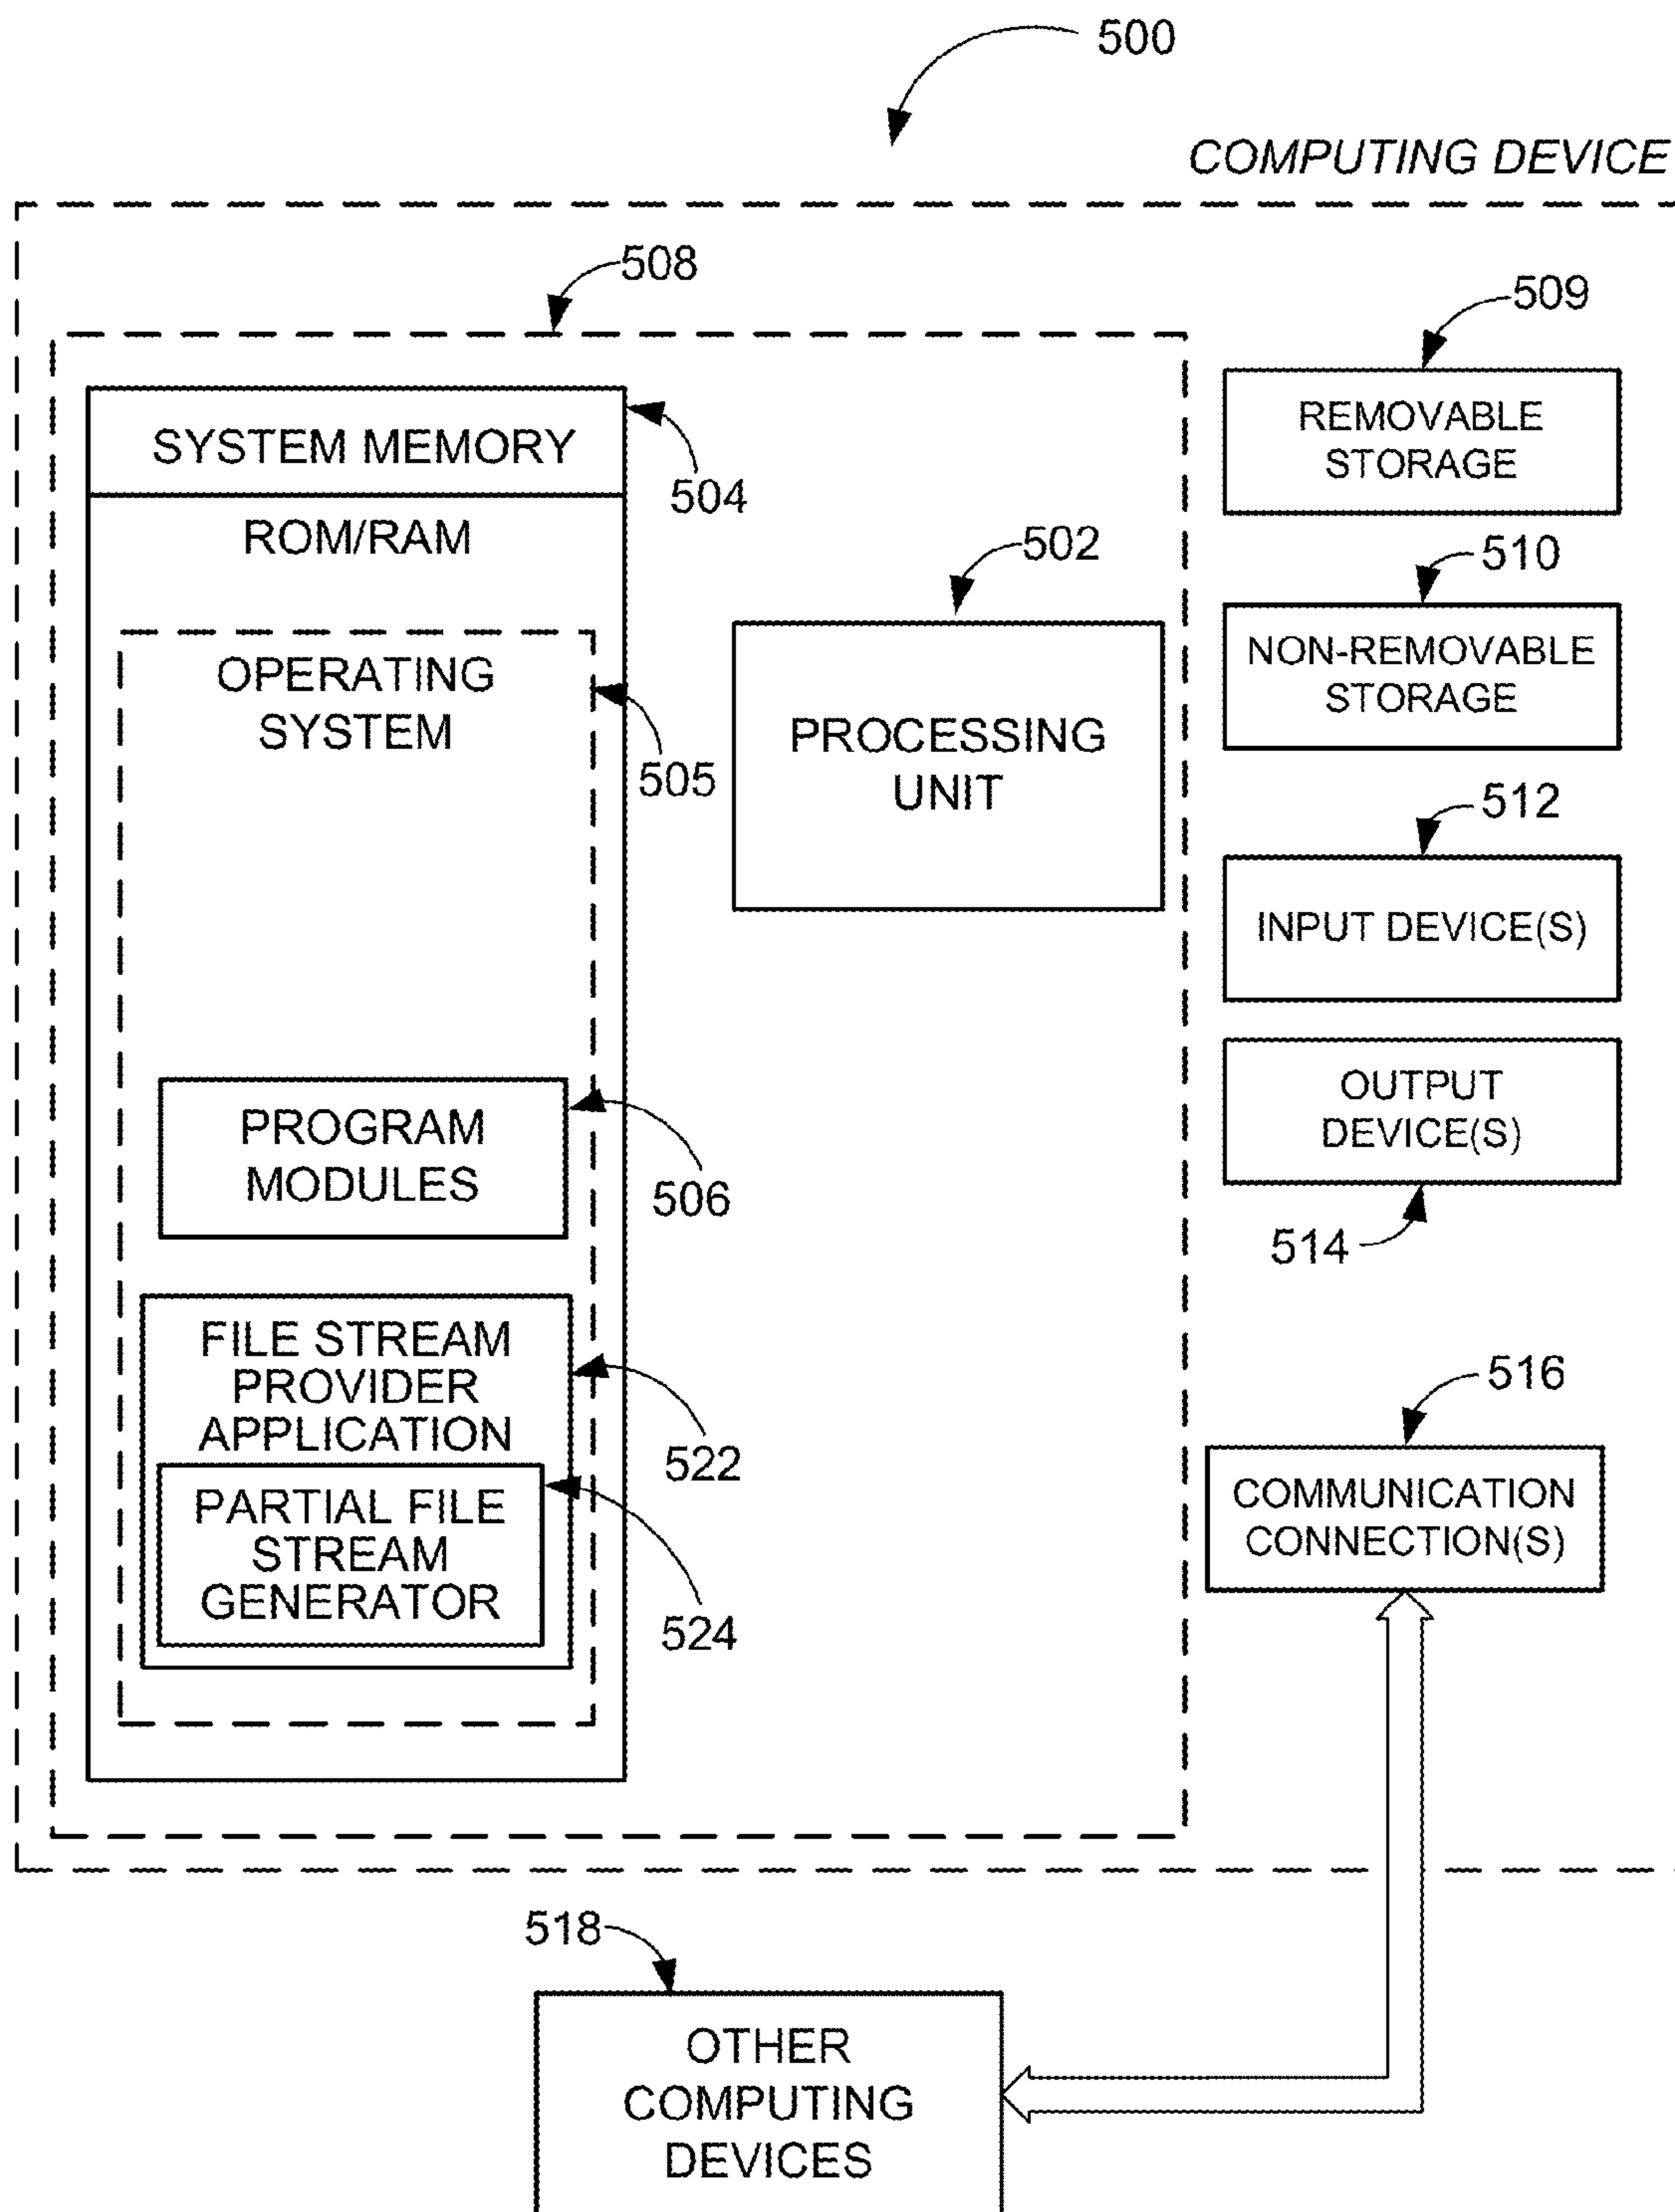 500
COMPUTING DEVICE
508
509
SYSTEM MEMORY
504
ROM/RAM
REMOVABLE
STORAGE
502
510
OPERATING
SYSTEM
505
PROCESSING
UNIT
NON-REMOVABLE
STORAGE
512
INPUT DEVICE(S)
PROGRAM
MODULES
506
OUTPUT
DEVICE(S)
514
FILE STREAM
PROVIDER
APPLICATION
522
PARTIAL FILE
STREAM
GENERATOR
524
516
COMMUNICATION
CONNECTION(S)
518
OTHER
COMPUTING
DEVICES